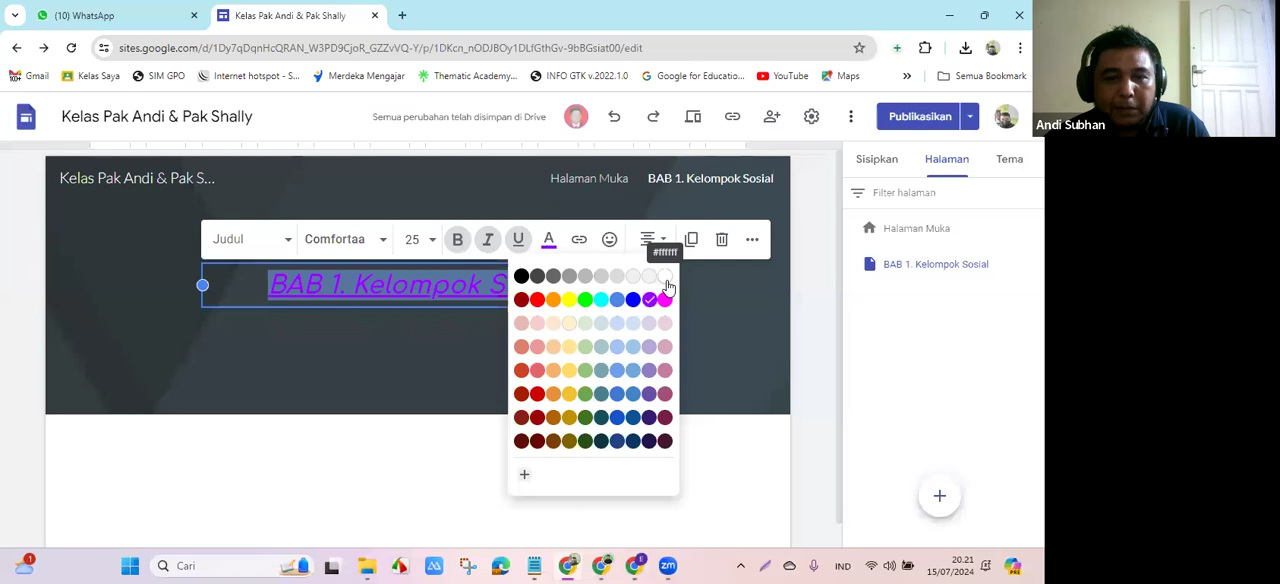 (10) WhatsApp
Kelas Pak Andi & Pak Shally
sites.google.com/d/1Dy7qDqnHcQRAN_W3PD9CjoR_GZZvVQ-Y/p/1DKcn_nODJBOy1DLfGthGv-9bBGsiat00/edit
Gmail
Kelas Saya
SIM GPO
Internet hotspot - S...
Merdeka Mengajar
Thematic Academy...
INFO GTK v.2022.1.0
Google for Educatio...
YouTube
Maps
Semua Bookmark
Kelas Pak Andi & Pak Shally
Semua perubahan telah disimpan di Drive
Publikasikan
Andi Subhan
Sisipkan
Halaman
Tema
Kelas Pak Andi & Pak S...
Halaman Muka
BAB 1. Kelompok Sosial
Filter halaman
Halaman Muka
BAB 1. Kelompok Sosial
Judul
Comfortaa
25
B
I
U
A
#ffffff
BAB 1. Kelompok S
Cari
IND
20.21
15/07/2024